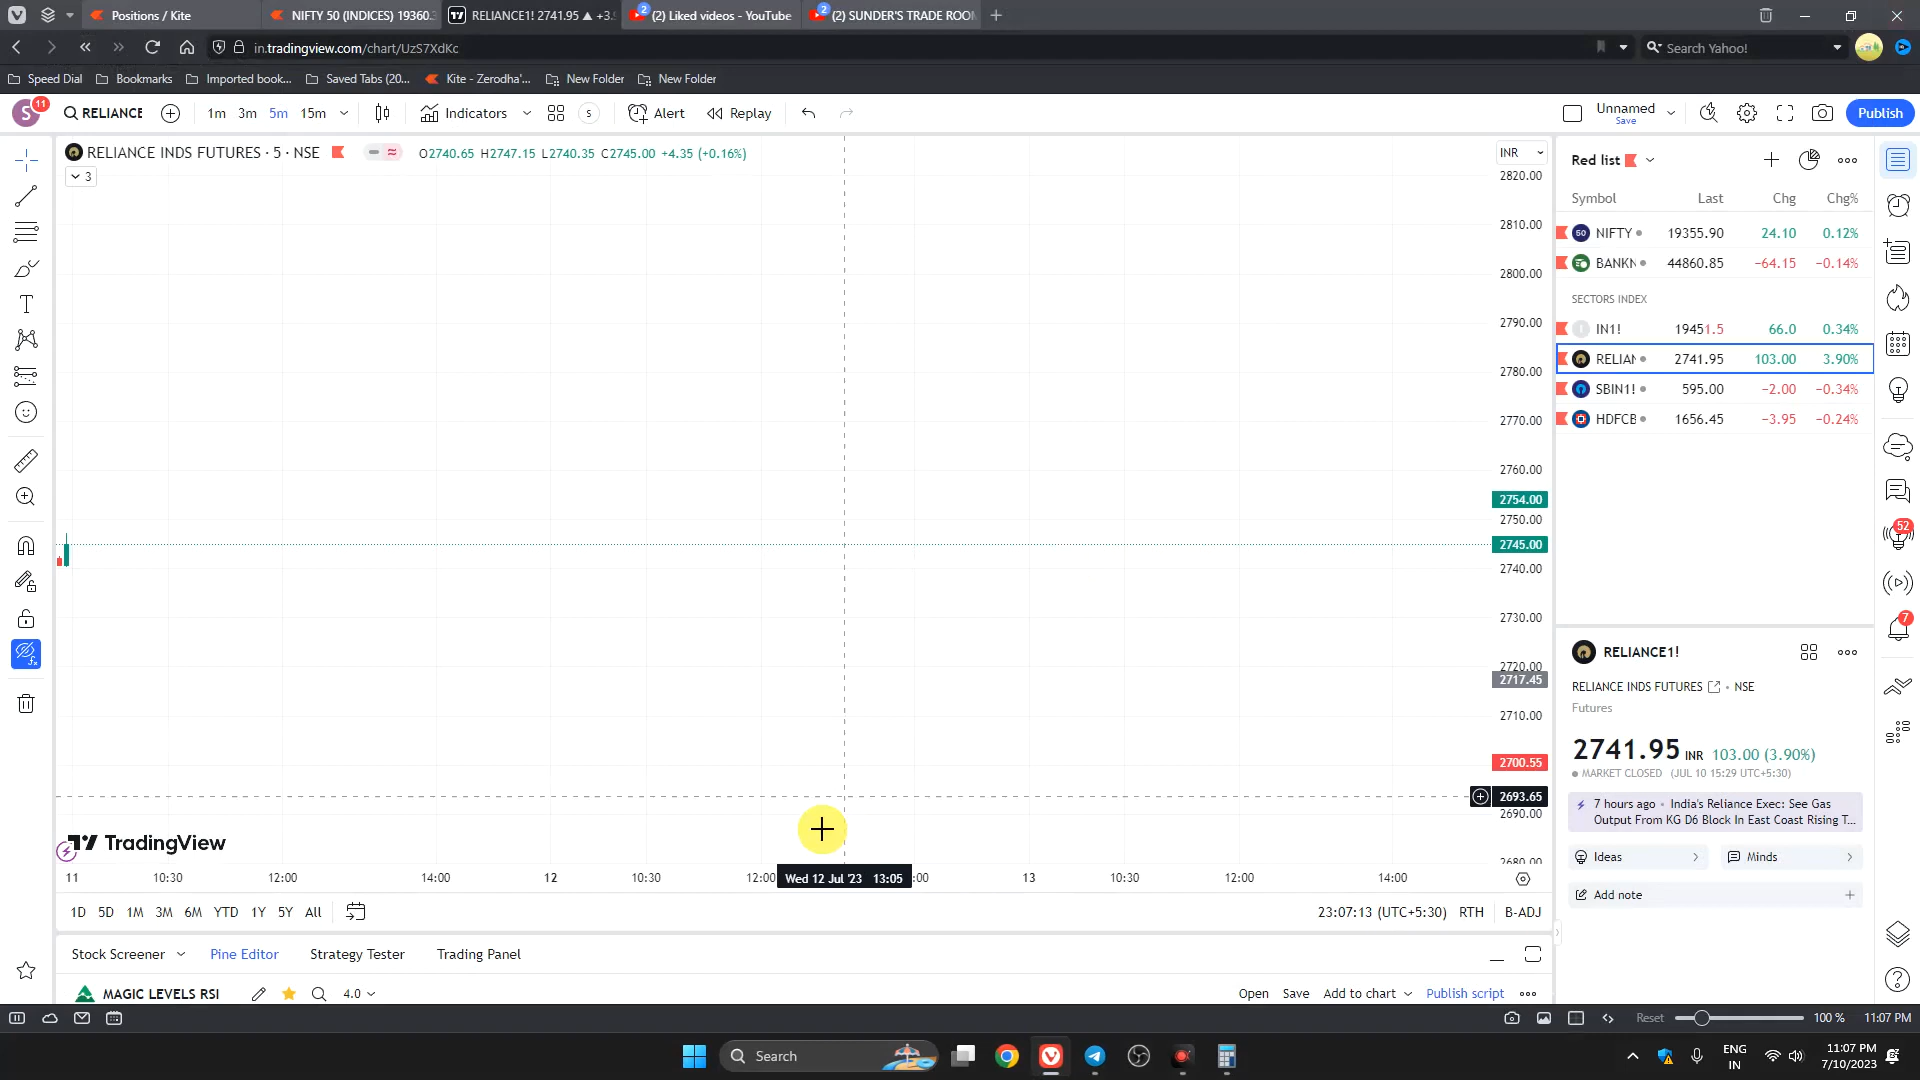 Positions / Kite
NIFTY 50 (INDICES) 19360.
RELIANCE1! 2741.95 ▲ +3.
2
(2) Liked videos - YouTube
2
(2) SUNDER'S TRADE ROO
in.tradingview.com/chart/UzS7XdKc
Search Yahoo!
Speed Dial
Bookmarks
Imported book...
Saved Tabs (20...
Kite - Zerodha'...
New Folder
New Folder
S
11
RELIANCE
1m
3m
5m
15m
Indicators
S
Alert
Replay
Unnamed
Save
Publish
RELIANCE INDS FUTURES · 5 · NSE
O2740.65 H2747.15 L2740.35 C2745.00 +4.35 (+0.16%)
3
INR
2820.00
2810.00
2800.00
2790.00
2780.00
2770.00
2760.00
2754.00
2750.00
2745.00
2740.00
2730.00
2720.00
2717.45
2710.00
2700.55
2693.65
2690.00
2680.00
TradingView
11
10:30
12:00
14:00
12
10:30
12:00
Wed 12 Jul '23 13:05
:00
13
10:30
12:00
14:00
1D
5D
1M
3M
6M
YTD
1Y
5Y
All
23:07:13 (UTC+5:30)
RTH
B-ADJ
Stock Screener
Pine Editor
Strategy Tester
Trading Panel
MAGIC LEVELS RSI
4.0
Open
Save
Add to chart
Publish script
Red list
Symbol Last Chg Chg%
50 NIFTY 19355.90 24.10 0.12%
BANKN 44860.85 −64.15 −0.14%
SECTORS INDEX
I IN1! 19451.5 66.0 0.34%
RELIAN 2741.95 103.00 3.90%
SBIN1! 595.00 −2.00 −0.34%
HDFCB 1656.45 −3.95 −0.24%
52
7
RELIANCE1!
RELIANCE INDS FUTURES • NSE
Futures
2741.95 INR 103.00 (3.90%)
MARKET CLOSED (JUL 10 15:29 UTC+5:30)
7 hours ago • India's Reliance Exec: See Gas
Output From KG D6 Block In East Coast Rising T...
Ideas
Minds
Add note
Reset
100 %
11:07 PM
Search
ENG
IN
11:07 PM
7/10/2023